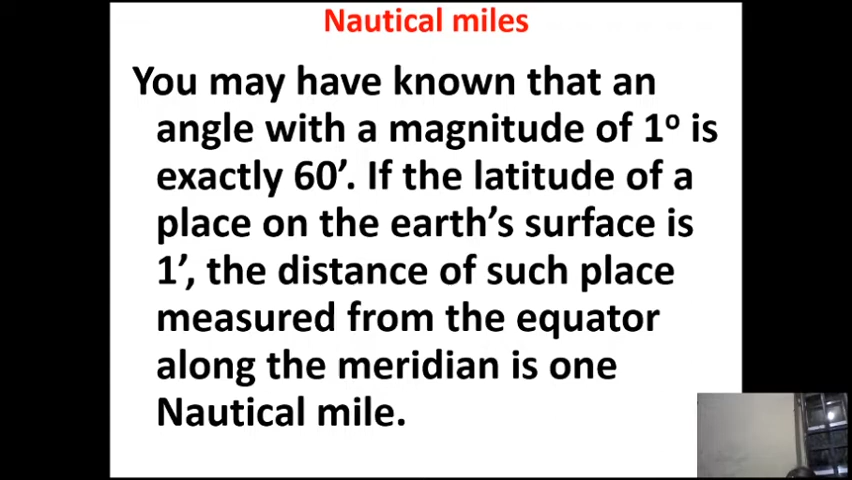 Nautical miles
You may have known that an
angle with a magnitude of 1º is
exactly 60’. If the latitude of a
place on the earth’s surface is
1’, the distance of such place
measured from the equator
along the meridian is one
Nautical mile.